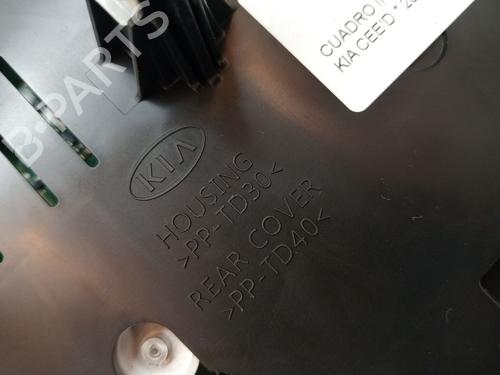 CUADRO
KIA CEE'D *
B-PARTS
KIA
HOUSING
>PP-TD30<
REAR COVER
>PP-TD40<